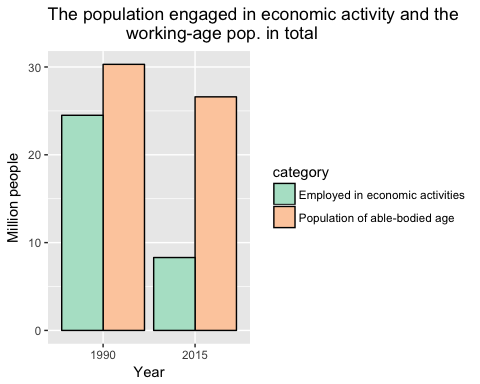 The population engaged in economic activity and the
working-age pop. in total
30
20
10
0
Million people
1990
2015
Year
category
Employed in economic activities
Population of able-bodied age